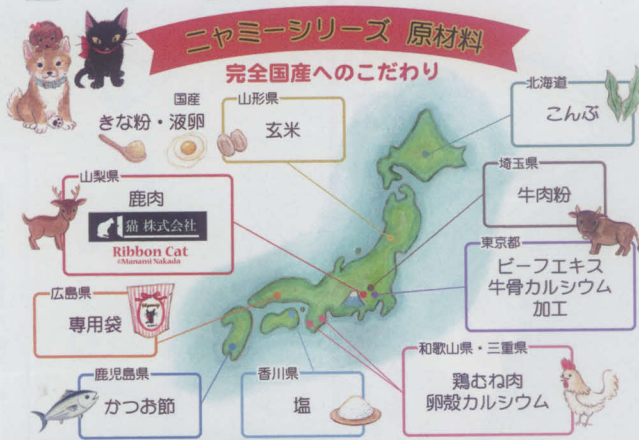 ニャミーシリーズ 原材料
完全国産へのこだわり
国産
きな粉・液卵
山形県
玄米
北海道
こんぶ
山梨県
鹿肉
猫 株式会社
Ribbon Cat
©Manami Nakada
埼玉県
牛肉粉
東京都
ビーフエキス
牛骨カルシウム
加工
広島県
専用袋
鹿児島県
かつお節
香川県
塩
和歌山県・三重県
鶏むね肉
卵殻カルシウム